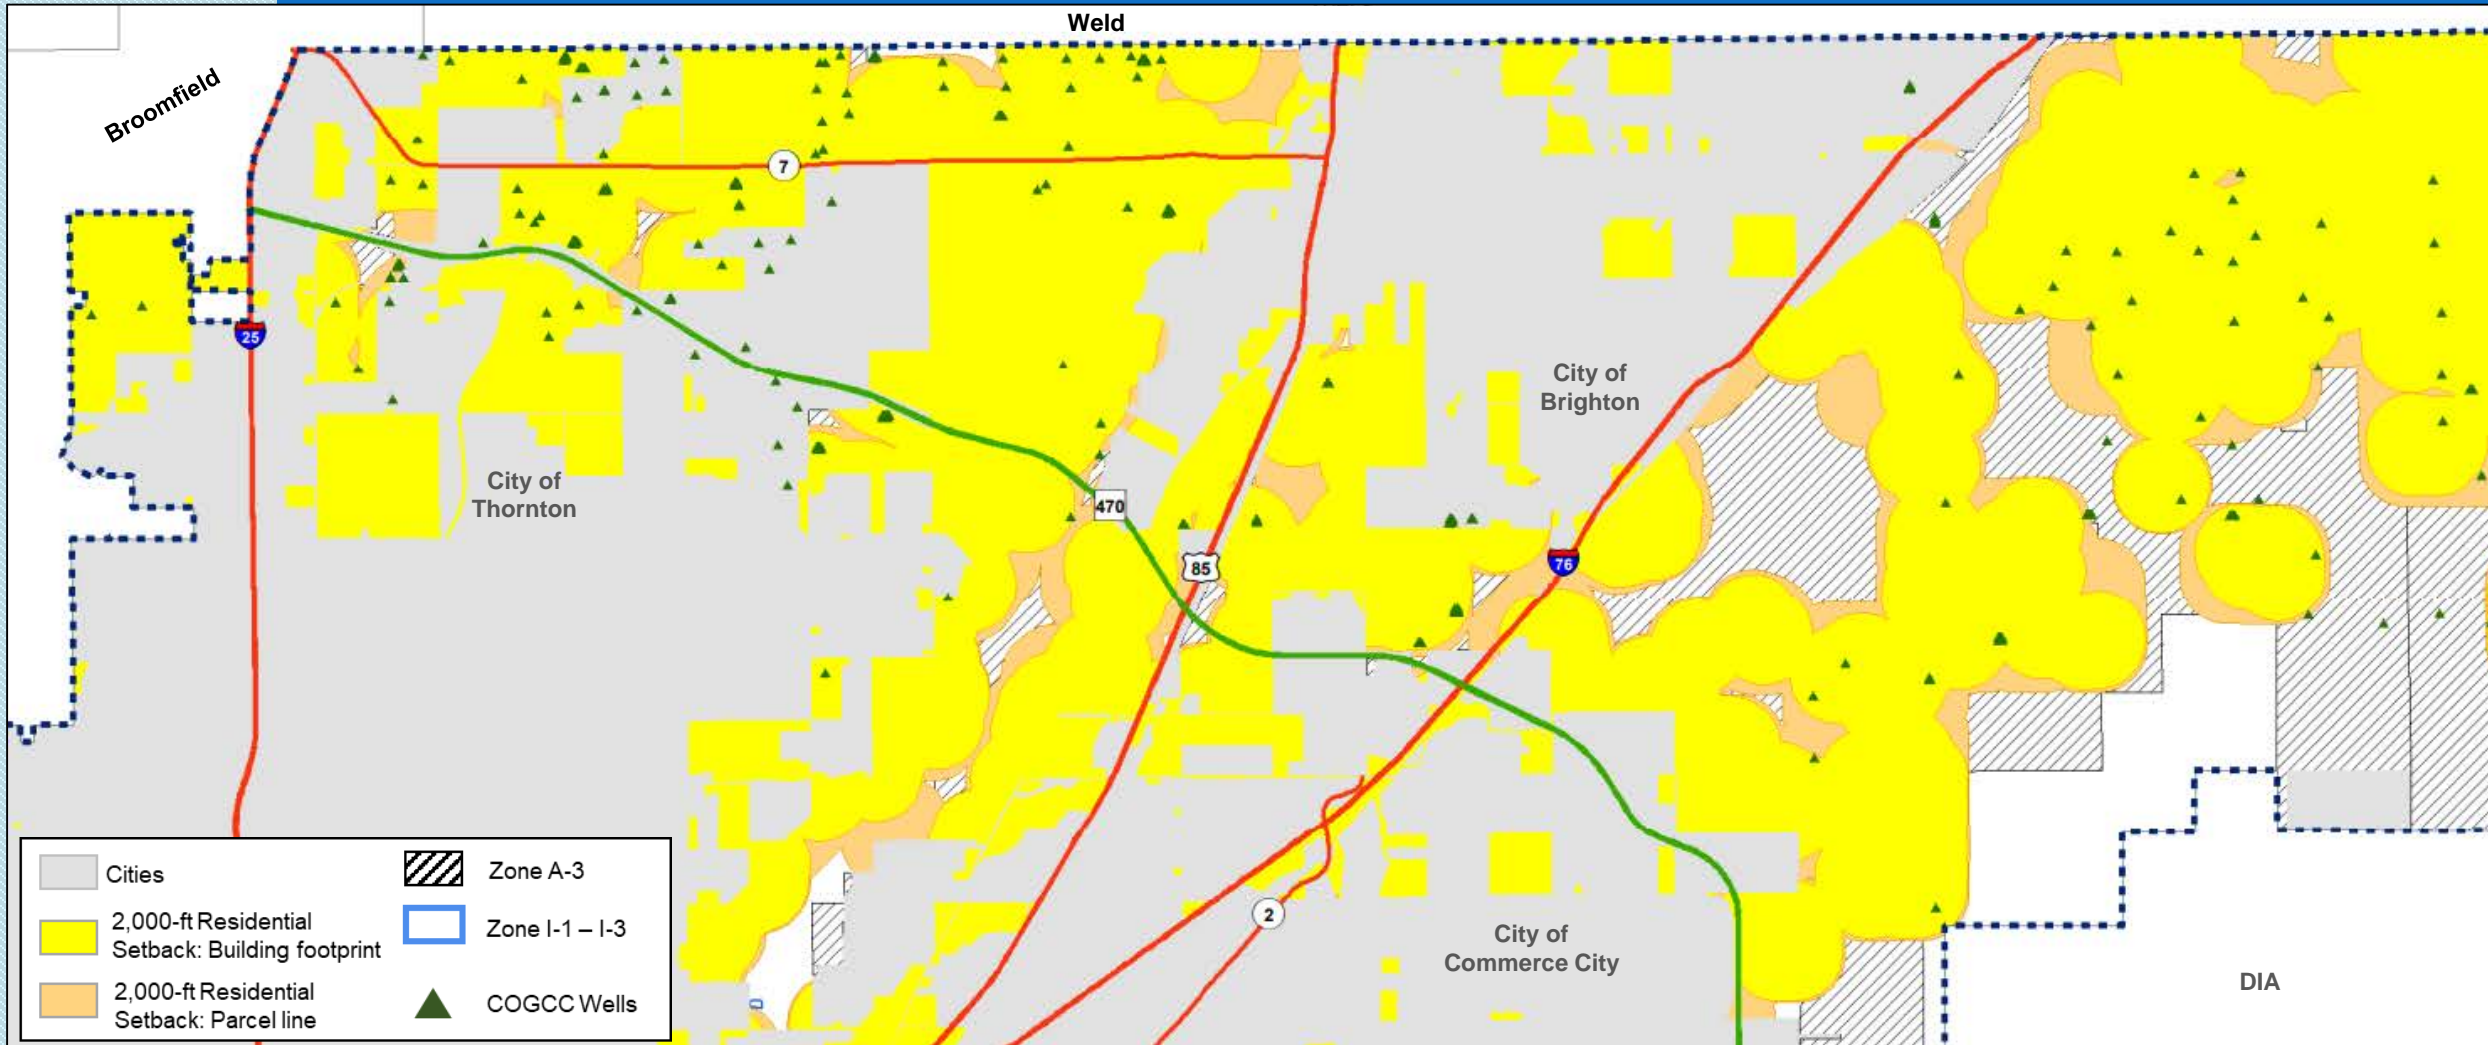 Weld
Broomfield
7
25
City of
Brighton
City of
Thornton
470
85
76
2
City of
Commerce City
DIA
Cities
2,000-ft Residential
Setback: Building footprint
2,000-ft Residential
Setback: Parcel line
Zone A-3
Zone I-1 – I-3
COGCC Wells